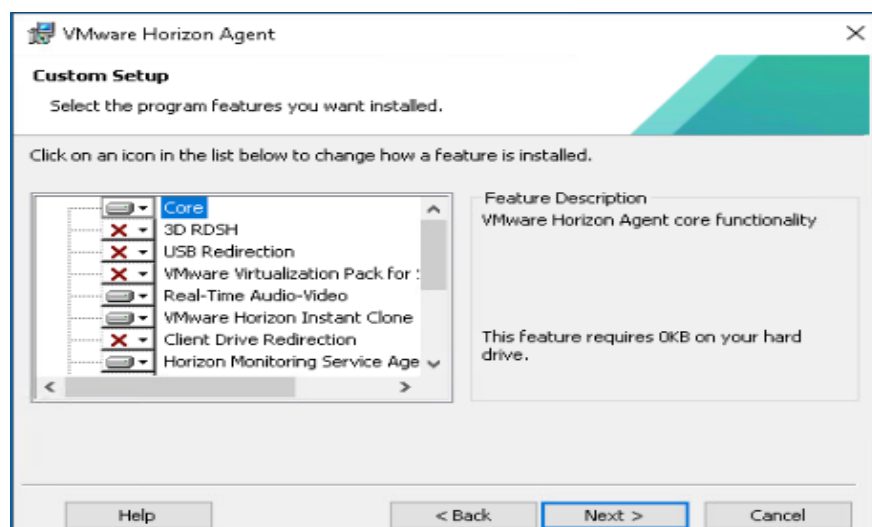 VMware Horizon Agent
Custom Setup
Select the program features you want installed.
Click on an icon in the list below to change how a feature is installed.
Core
3D RDSH
USB Redirection
VMware Virtualization Pack for
Real-Time Audio-Video
VMware Horizon Instant Clone
Client Drive Redirection
Horizon Monitoring Service Age
Feature Description
VMware Horizon Agent core functionality
This feature requires 0KB on your hard
drive.
Help
< Back
Next >
Cancel